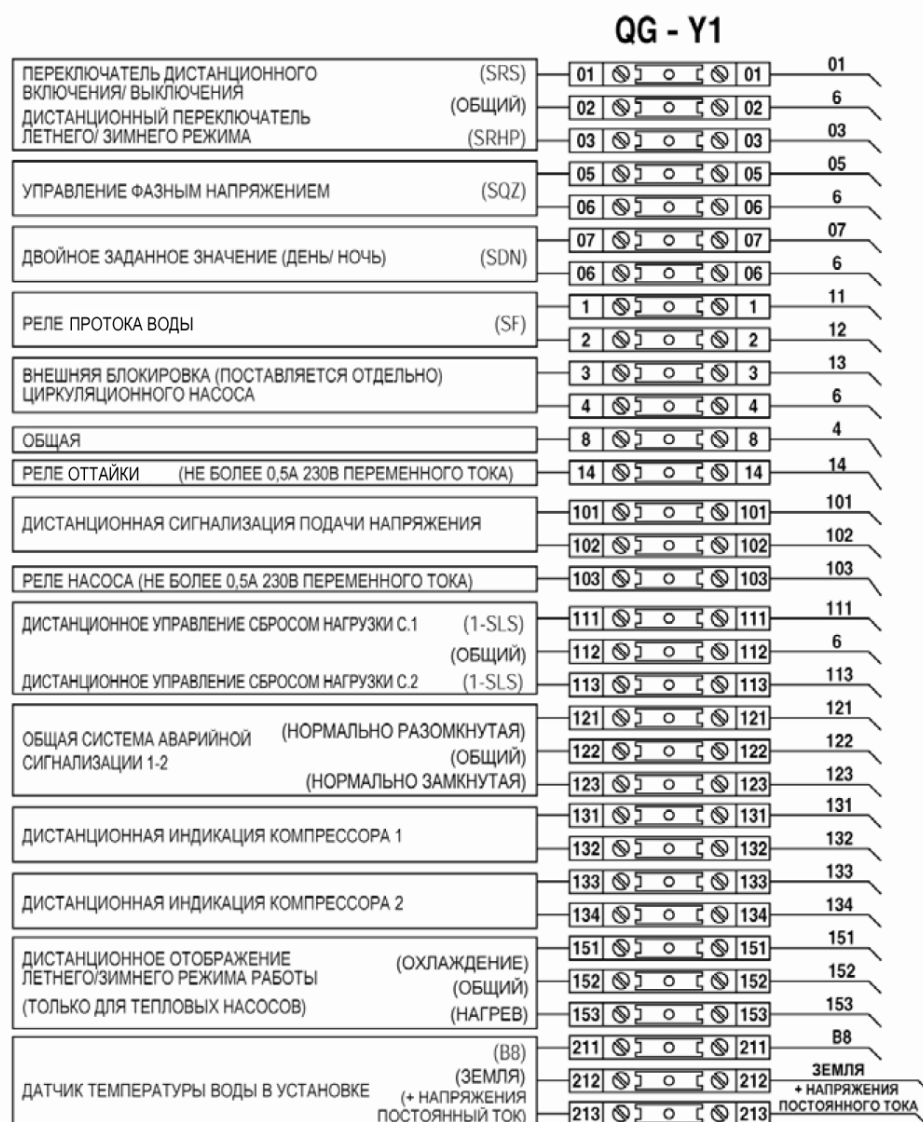 QG - Y1
ПЕРЕКЛЮЧАТЕЛЬ ДИСТАНЦИОННОГО (SRS) 01 01 01
ВКЛЮЧЕНИЯ/ ВЫКЛЮЧЕНИЯ
(ОБЩИЙ) 02 02 6
ДИСТАНЦИОННЫЙ ПЕРЕКЛЮЧАТЕЛЬ
ЛЕТНЕГО/ ЗИМНЕГО РЕЖИМА (SRHP) 03 03 03
05 05 05
УПРАВЛЕНИЕ ФАЗНЫМ НАПРЯЖЕНИЕМ (SQZ)
06 06 6
07 07 07
ДВОЙНОЕ ЗАДАННОЕ ЗНАЧЕНИЕ (ДЕНЬ/ НОЧЬ) (SDN)
06 06 6
1 1 11
РЕЛЕ ПРОТОКА ВОДЫ (SF)
2 2 12
3 3 13
ВНЕШНЯЯ БЛОКИРОВКА (ПОСТАВЛЯЕТСЯ ОТДЕЛЬНО)
ЦИРКУЛЯЦИОННОГО НАСОСА
4 4 6
ОБЩАЯ 8 8 4
РЕЛЕ ОТТАЙКИ (НЕ БОЛЕЕ 0,5А 230В ПЕРЕМЕННОГО ТОКА) 14 14 14
101 101 101
ДИСТАНЦИОННАЯ СИГНАЛИЗАЦИЯ ПОДАЧИ НАПРЯЖЕНИЯ
102 102 102
РЕЛЕ НАСОСА (НЕ БОЛЕЕ 0,5А 230В ПЕРЕМЕННОГО ТОКА) 103 103 103
ДИСТАНЦИОННОЕ УПРАВЛЕНИЕ СБРОСОМ НАГРУЗКИ С.1 (1-SLS) 111 111 111
(ОБЩИЙ) 112 112 6
ДИСТАНЦИОННОЕ УПРАВЛЕНИЕ СБРОСОМ НАГРУЗКИ С.2 (1-SLS) 113 113 113
(НОРМАЛЬНО РАЗОМКНУТАЯ) 121 121 121
ОБЩАЯ СИСТЕМА АВАРИЙНОЙ
(ОБЩИЙ) 122 122 122
СИГНАЛИЗАЦИИ 1-2
(НОРМАЛЬНО ЗАМКНУТАЯ) 123 123 123
131 131 131
ДИСТАНЦИОННАЯ ИНДИКАЦИЯ КОМПРЕССОРА 1
132 132 132
133 133 133
ДИСТАНЦИОННАЯ ИНДИКАЦИЯ КОМПРЕССОРА 2
134 134 134
151 151 151
ДИСТАНЦИОННОЕ ОТОБРАЖЕНИЕ (ОХЛАЖДЕНИЕ)
ЛЕТНЕГО/ЗИМНЕГО РЕЖИМА РАБОТЫ
(ОБЩИЙ) 152 152 152
(ТОЛЬКО ДЛЯ ТЕПЛОВЫХ НАСОСОВ)
(НАГРЕВ) 153 153 153
(B8) 211 211 B8
(ЗЕМЛЯ) 212 212 ЗЕМЛЯ
ДАТЧИК ТЕМПЕРАТУРЫ ВОДЫ В УСТАНОВКЕ
(+ НАПРЯЖЕНИЯ + НАПРЯЖЕНИЯ
ПОСТОЯННЫЙ ТОК) 213 213 ПОСТОЯННОГО ТОКА